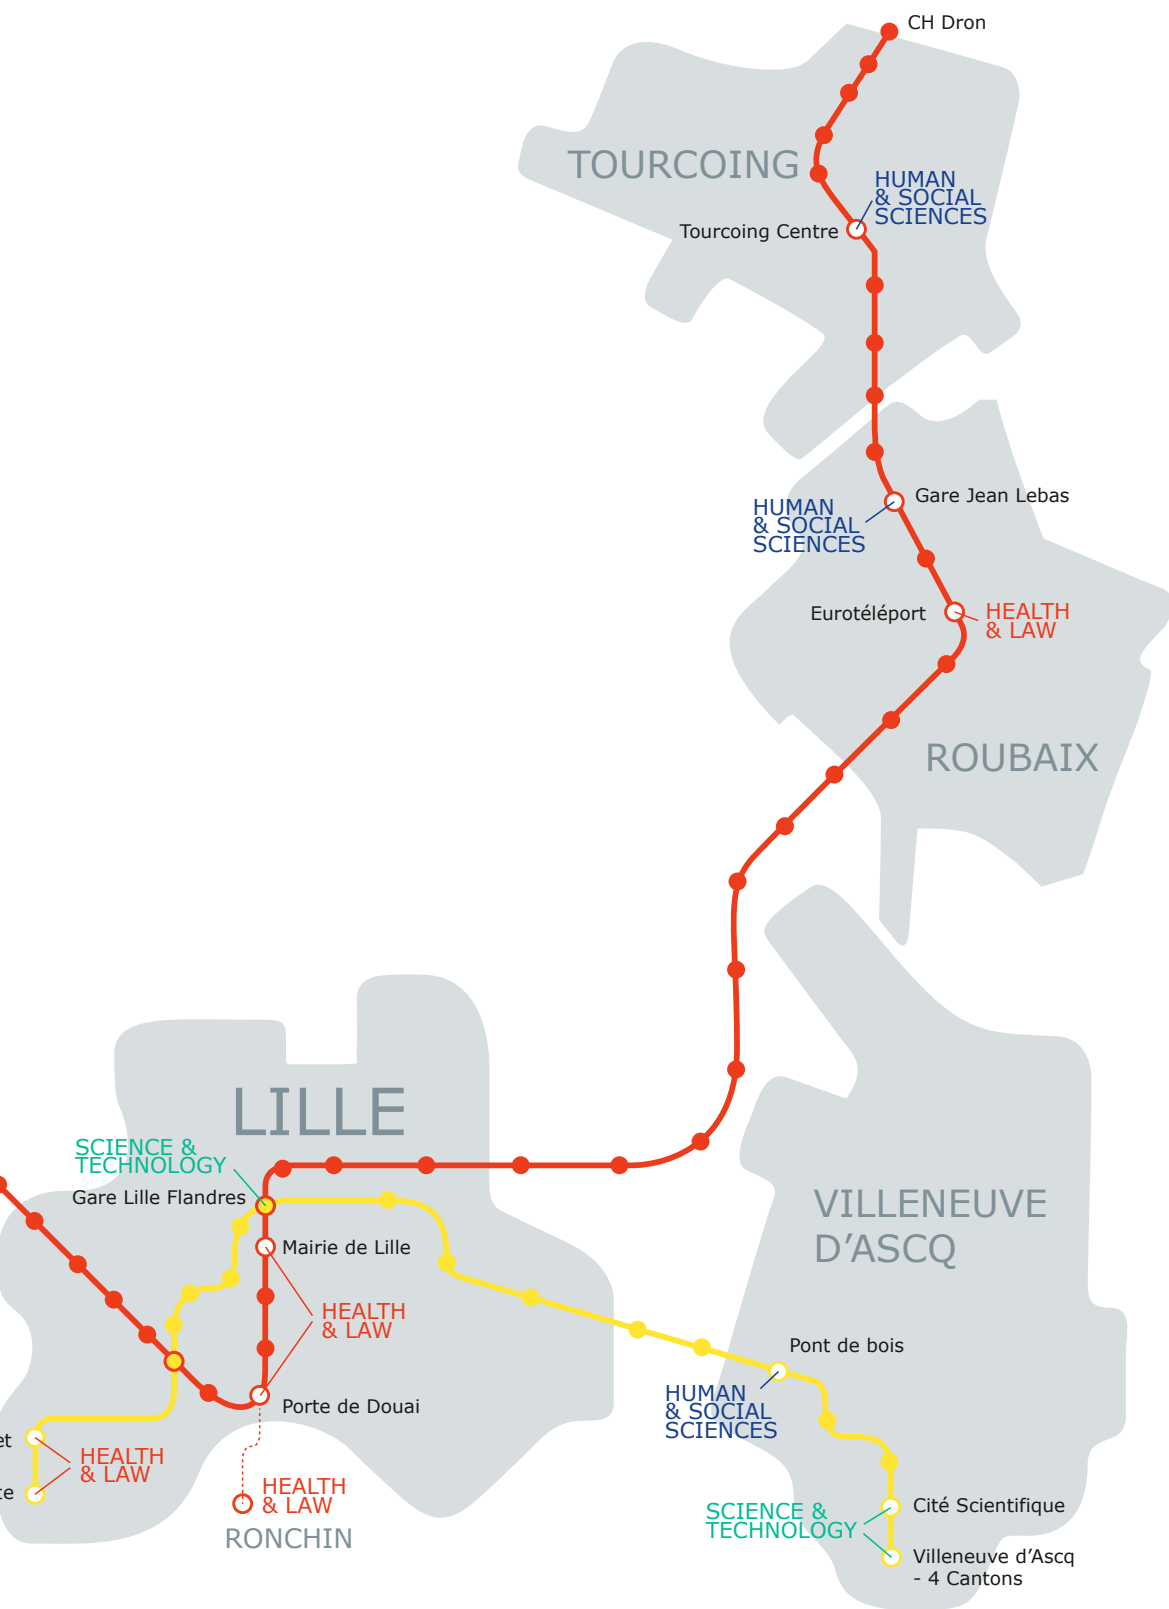 CH Dron
TOURCOING
HUMAN
& SOCIAL
SCIENCES
Tourcoing Centre
Gare Jean Lebas
HUMAN
& SOCIAL
SCIENCES
Eurotéléport
HEALTH
& LAW
ROUBAIX
LILLE
SCIENCE &
TECHNOLOGY
Gare Lille Flandres
VILLENEUVE
D’ASCQ
Mairie de Lille
HEALTH
& LAW
Pont de bois
HUMAN
& SOCIAL
SCIENCES
Porte de Douai
et
HEALTH
& LAW
te
HEALTH
& LAW
RONCHIN
SCIENCE &
TECHNOLOGY
Cité Scientifique
Villeneuve d’Ascq
- 4 Cantons